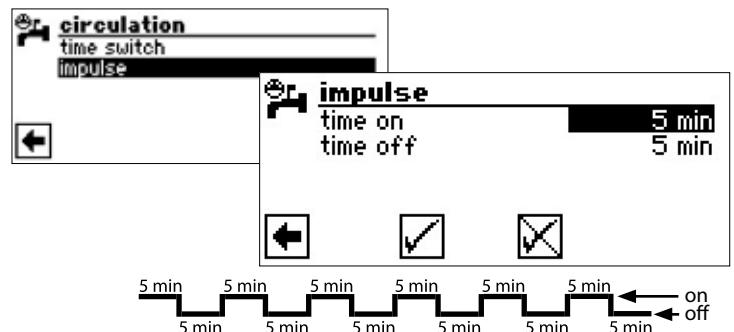 circulation
time switch
impulse
impulse
time on 5 min
time off 5 min
5 min 5 min 5 min 5 min 5 min 5 min on
off
5 min 5 min 5 min 5 min 5 min 5 min